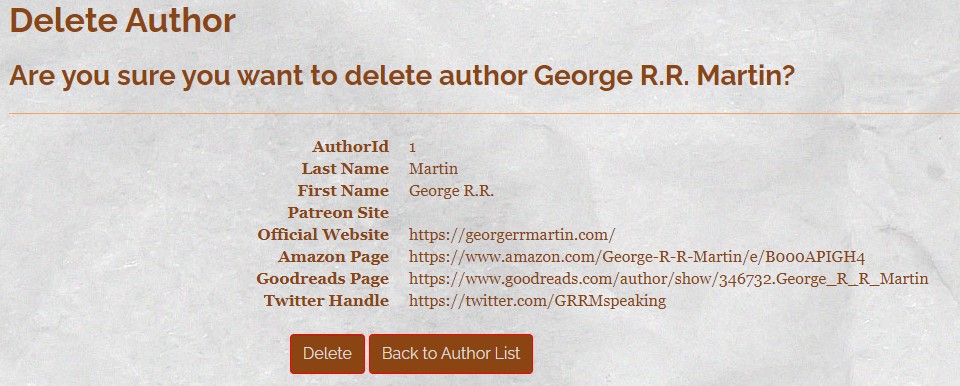 Delete Author
Are you sure you want to delete author George R.R. Martin?
AuthorId 1
Last Name Martin
First Name George R.R.
Patreon Site
Official Website https://georgerrmartin.com/
Amazon Page https://www.amazon.com/George-R-R-Martin/e/B000APIGH4
Goodreads Page https://www.goodreads.com/author/show/346732.George_R_R_Martin
Twitter Handle https://twitter.com/GRRMspeaking
Delete Back to Author List